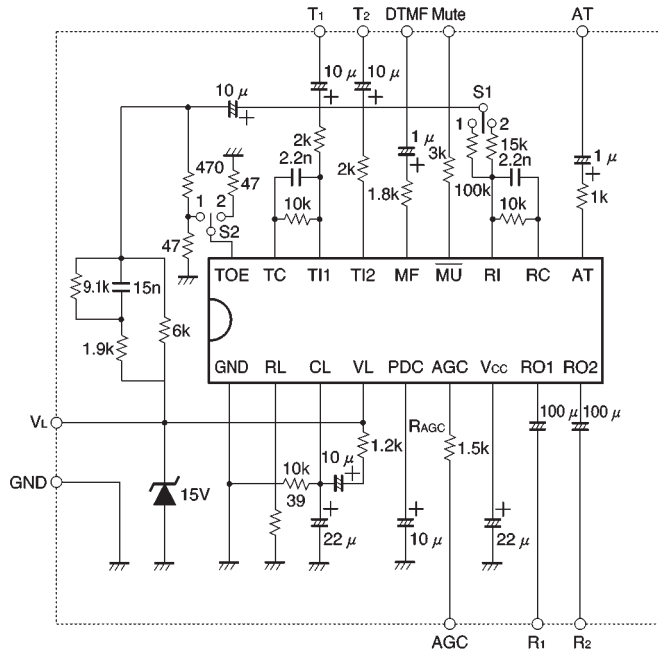 T1 T2 DTMF Mute AT
10 μ 10 μ 10 μ S1
+ + + 1 2
2k 1 μ 15k 1 μ
470 2.2n 3k 2.2n +
47 2k + 100k 1k
1 2 10k 1.8k 10k
S2
47
TOE TC TI1 TI2 MF MU RI RC AT
9.1k 15n
6k
1.9k
GND RL CL VL PDC AGC VCC RO1 RO2
100 μ 100 μ
VL RAGC
1.2k 1.5k
10k 10 μ +
GND 39
15V + + +
22 μ 10 μ 22 μ
AGC R1 R2